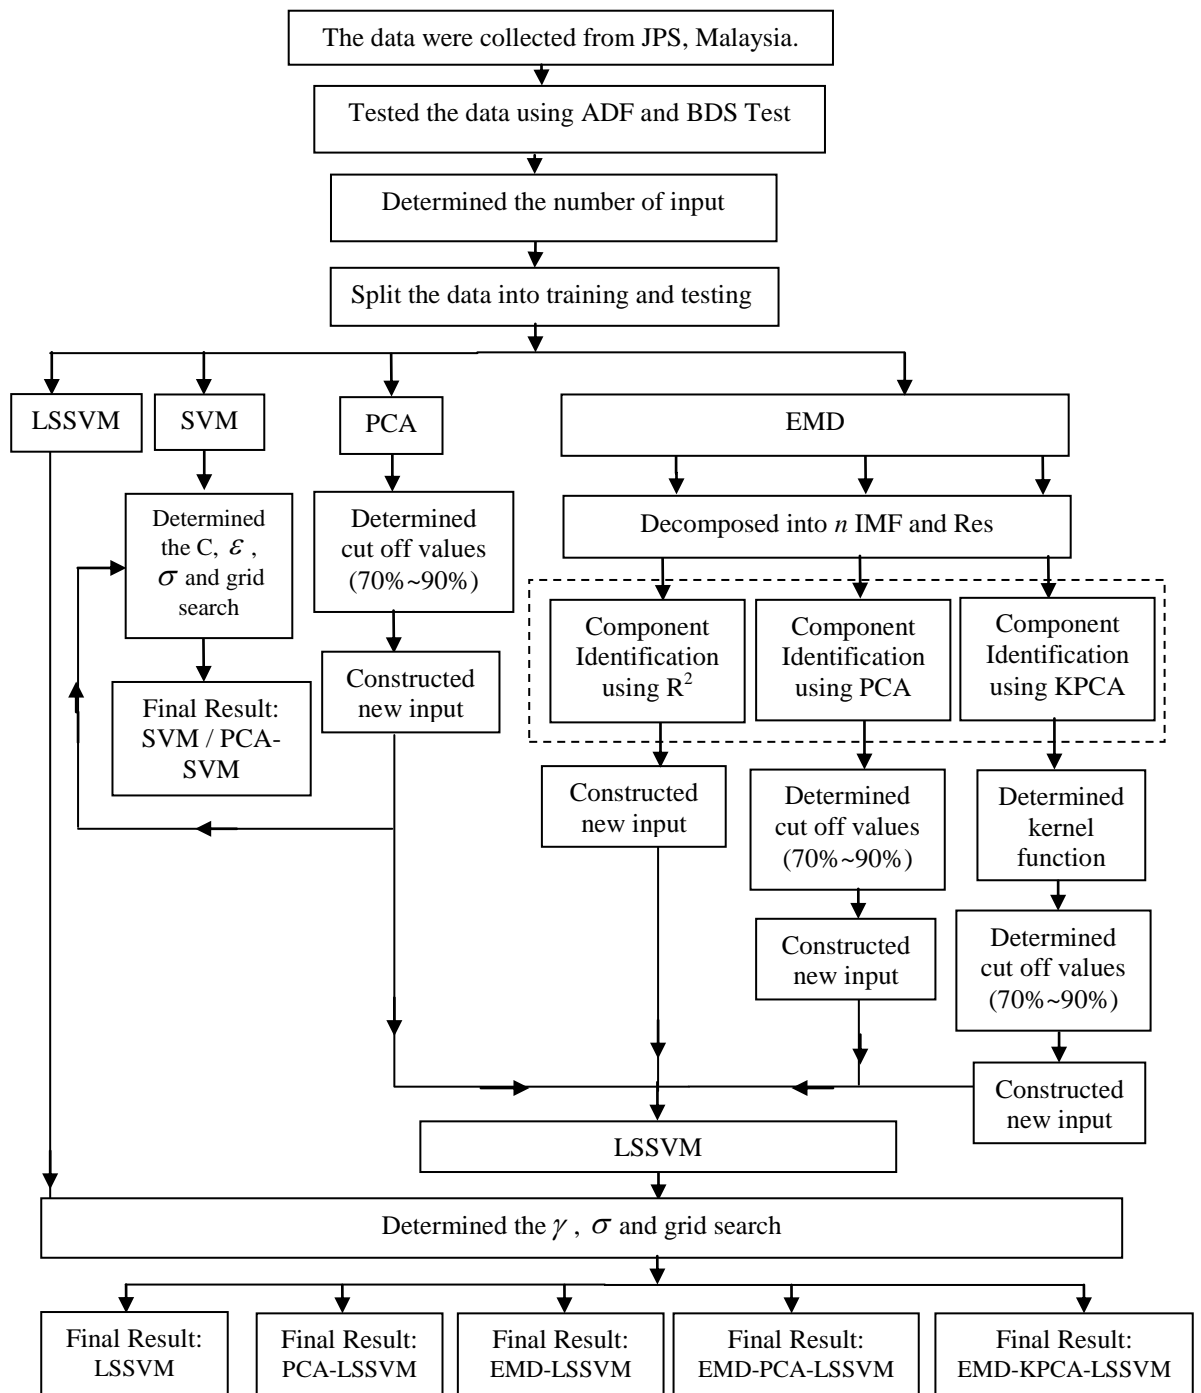 The data were collected from JPS, Malaysia.
Tested the data using ADF and BDS Test
Determined the number of input
Split the data into training and testing
LSSVM
SVM
PCA
EMD
Determined
the C, ε ,
σ and grid
search
Determined
cut off values
(70%~90%)
Decomposed into n IMF and Res
Component
Identification
using R²
Component
Identification
using PCA
Component
Identification
using KPCA
Constructed
new input
Final Result:
SVM / PCA-
SVM
Constructed
new input
Determined
cut off values
(70%~90%)
Determined
kernel
function
Constructed
new input
Determined
cut off values
(70%~90%)
Constructed
new input
LSSVM
Determined the γ , σ and grid search
Final Result:
LSSVM
Final Result:
PCA-LSSVM
Final Result:
EMD-LSSVM
Final Result:
EMD-PCA-LSSVM
Final Result:
EMD-KPCA-LSSVM